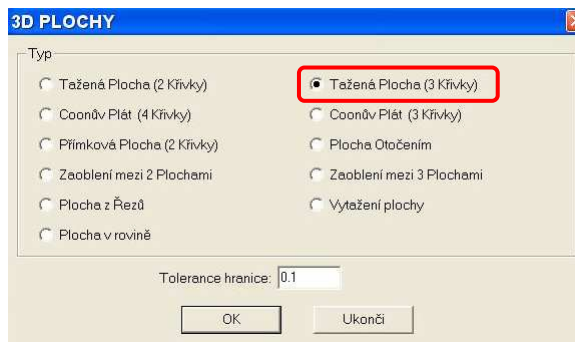 3D PLOCHY
Typ
Tažená Plocha (2 Křivky)
Tažená Plocha (3 Křivky)
Coonův Plát (4 Křivky)
Coonův Plát (3 Křivky)
Přímková Plocha (2 Křivky)
Plocha Otočením
Zaoblení mezi 2 Plochami
Zaoblení mezi 3 Plochami
Plocha z Řezů
Vytažení plochy
Plocha v rovině
Tolerance hranice: 0.1
OK
Ukonči